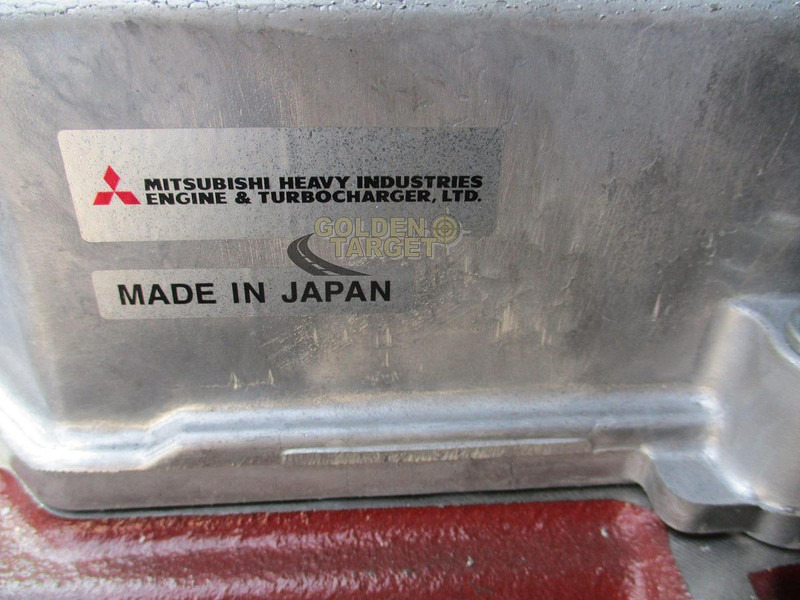 MITSUBISHI HEAVY INDUSTRIES
ENGINE & TURBOCHARGER, LTD.
GOLDEN
TARGET
MADE IN JAPAN